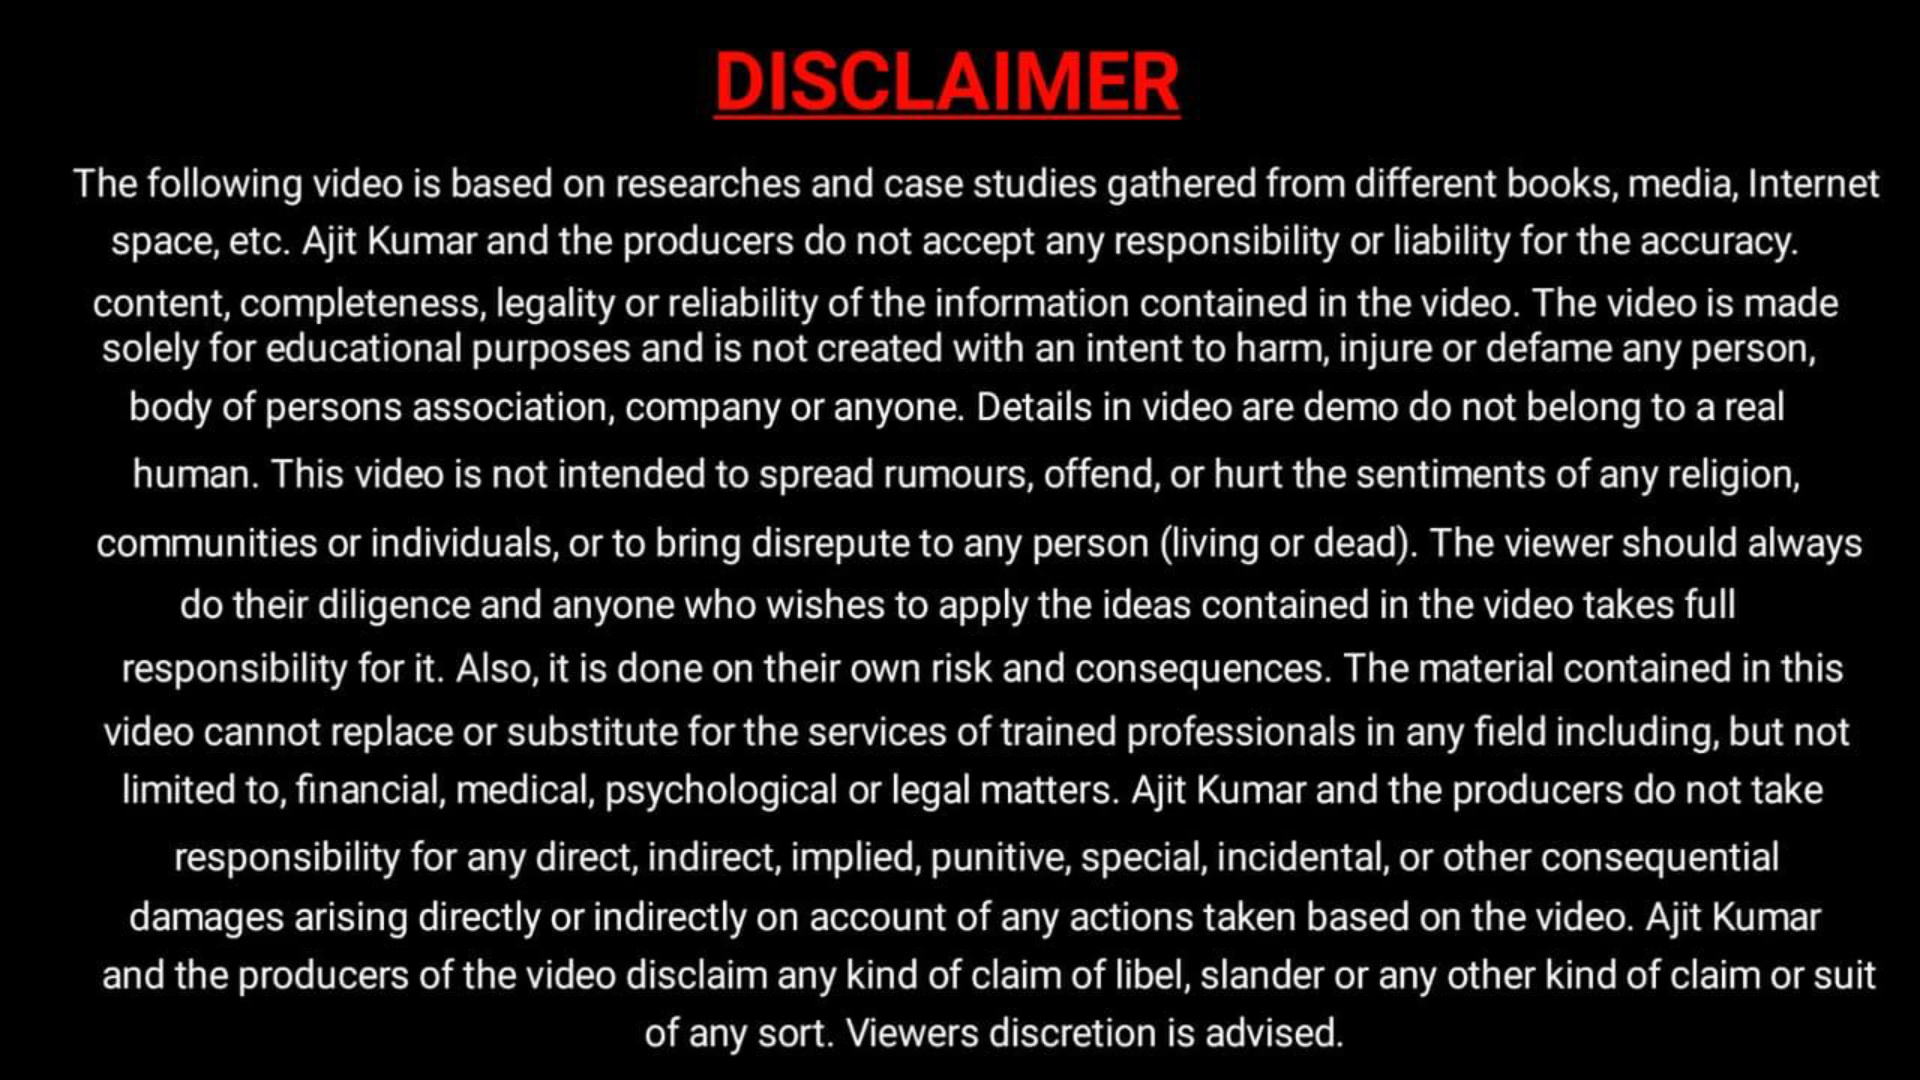 DISCLAIMER
The following video is based on researches and case studies gathered from different books, media, Internet
space, etc. Ajit Kumar and the producers do not accept any responsibility or liability for the accuracy.
content, completeness, legality or reliability of the information contained in the video. The video is made
solely for educational purposes and is not created with an intent to harm, injure or defame any person,
body of persons association, company or anyone. Details in video are demo do not belong to a real
human. This video is not intended to spread rumours, offend, or hurt the sentiments of any religion,
communities or individuals, or to bring disrepute to any person (living or dead). The viewer should always
do their diligence and anyone who wishes to apply the ideas contained in the video takes full
responsibility for it. Also, it is done on their own risk and consequences. The material contained in this
video cannot replace or substitute for the services of trained professionals in any field including, but not
limited to, financial, medical, psychological or legal matters. Ajit Kumar and the producers do not take
responsibility for any direct, indirect, implied, punitive, special, incidental, or other consequential
damages arising directly or indirectly on account of any actions taken based on the video. Ajit Kumar
and the producers of the video disclaim any kind of claim of libel, slander or any other kind of claim or suit
of any sort. Viewers discretion is advised.